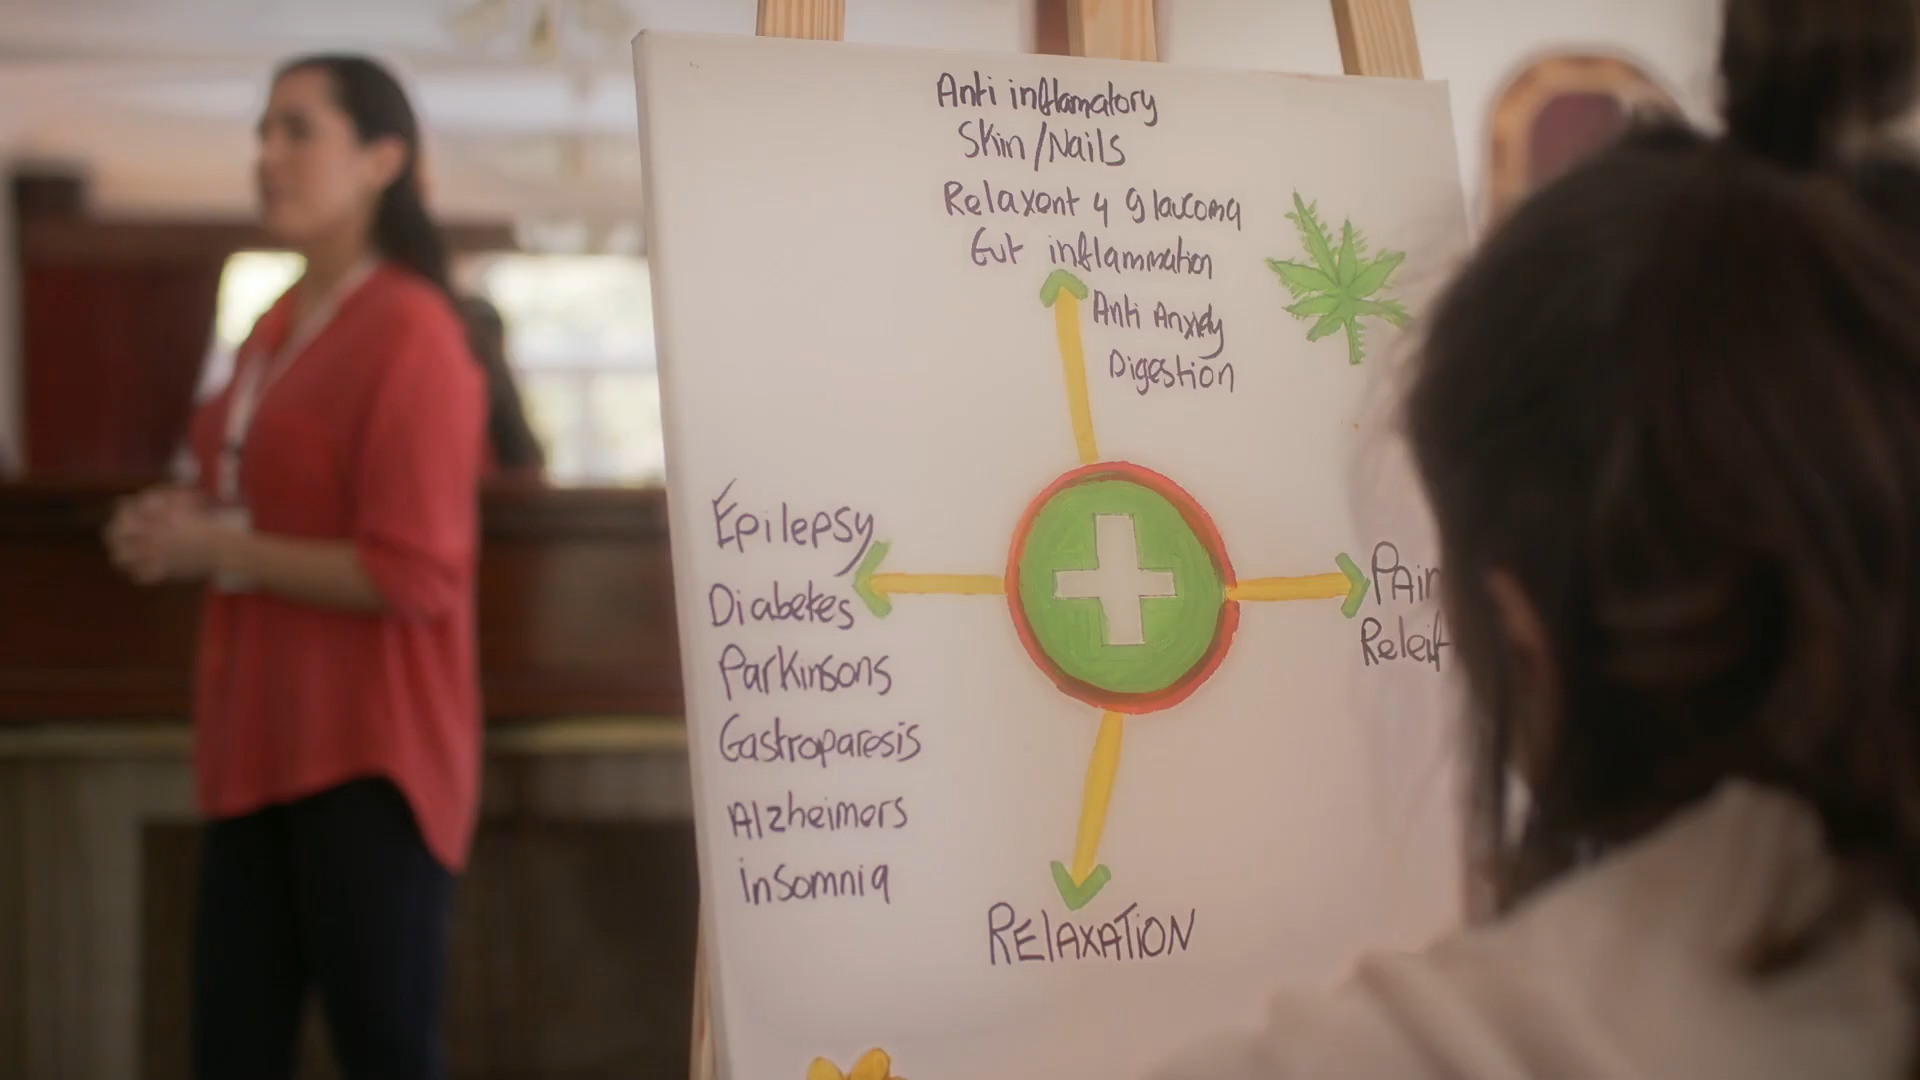 Anti inflamatory
Skin/Nails
Relaxent 4 glaucoma
Gut inflammation
Anti Anxiety
Digestion
Epilepsy
Diabetes
Parkinsons
Gastroparesis
Alzheimers
insomnia
Pain
Releif
RELAXATION